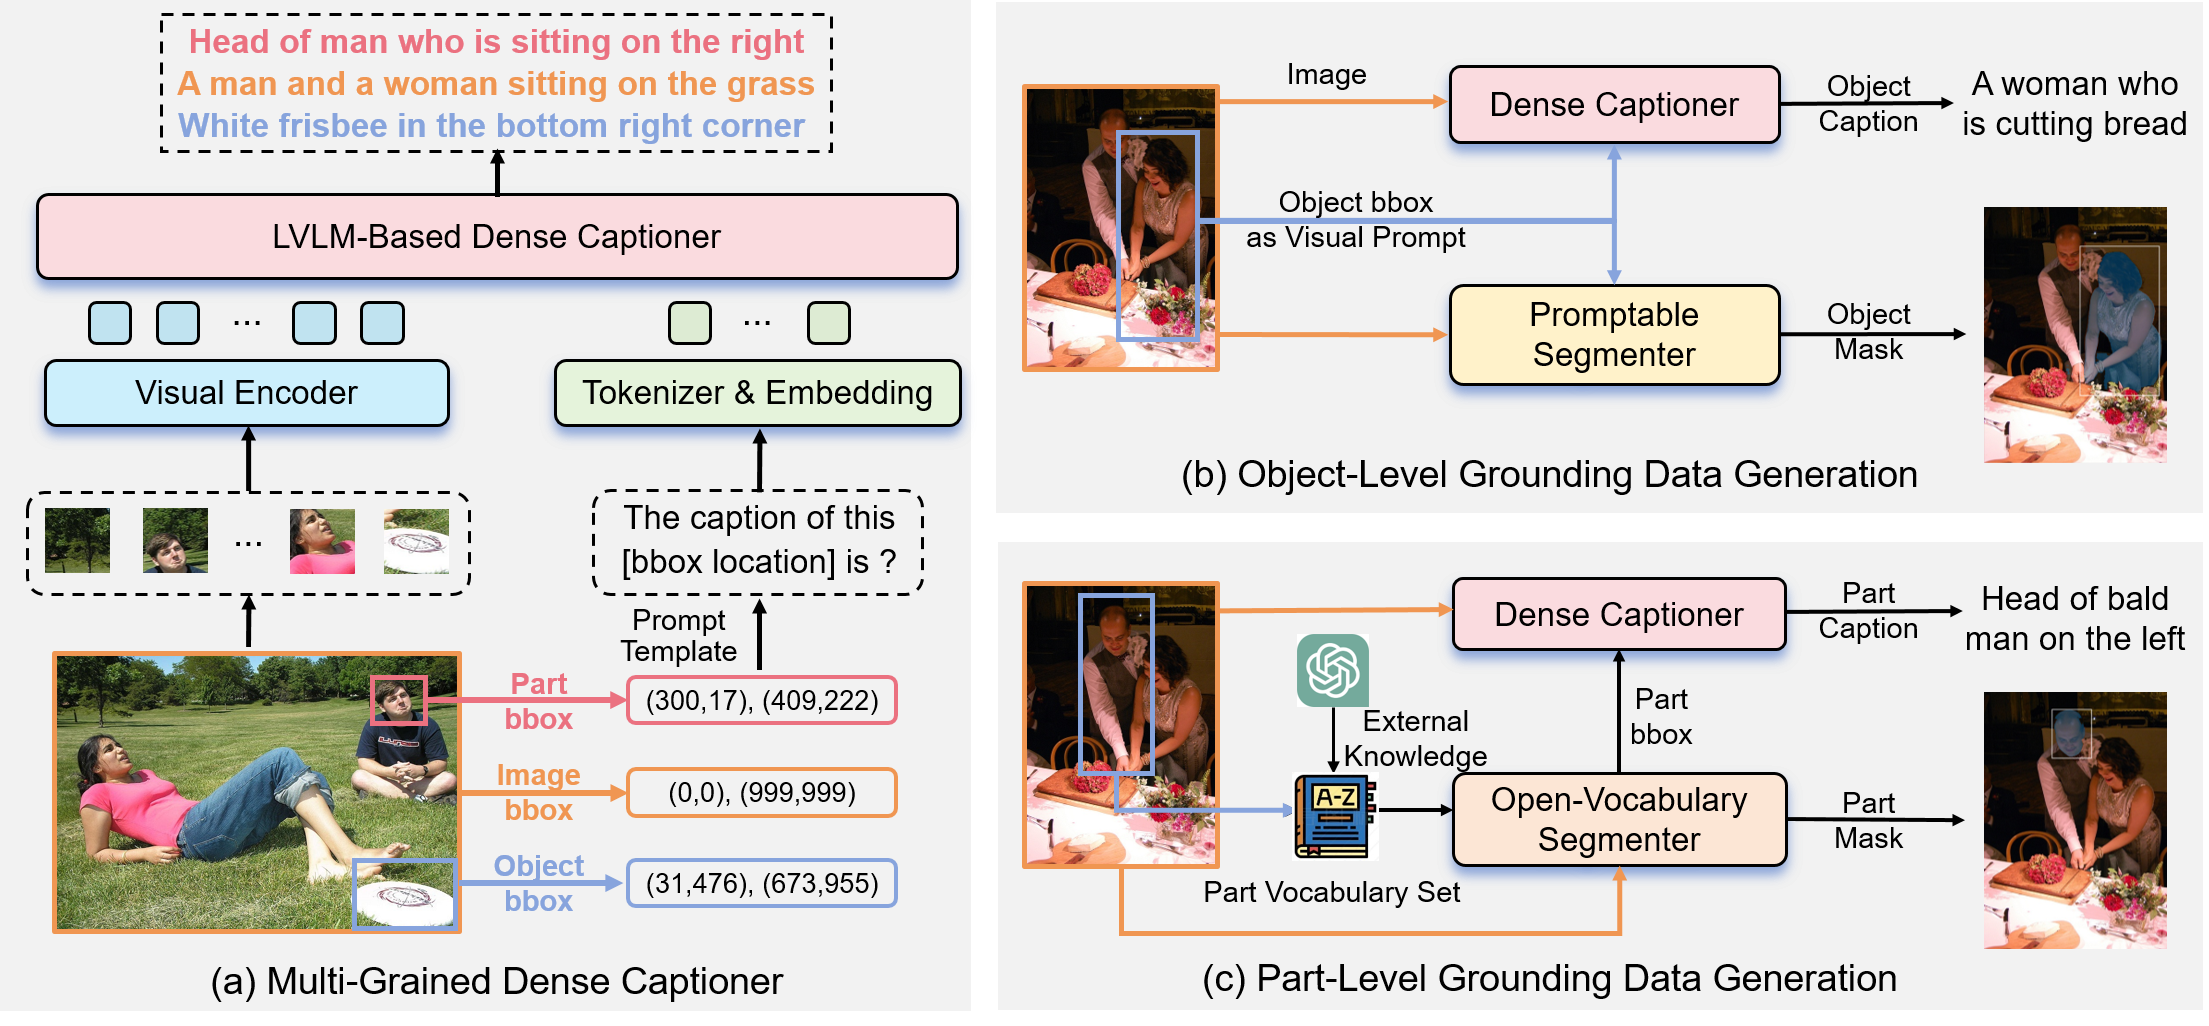 Head of man who is sitting on the right
A man and a woman sitting on the grass
White frisbee in the bottom right corner
LVLM-Based Dense Captioner
...
...
Visual Encoder
Tokenizer & Embedding
...
The caption of this
[bbox location] is ?
Prompt
Template
Part
bbox
(300,17), (409,222)
Image
bbox
(0,0), (999,999)
Object
bbox
(31,476), (673,955)
(a) Multi-Grained Dense Captioner
Image
Dense Captioner
Object
Caption
A woman who
is cutting bread
Object bbox
as Visual Prompt
Promptable
Segmenter
Object
Mask
(b) Object-Level Grounding Data Generation
Dense Captioner
Part
Caption
Head of bald
man on the left
External
Knowledge
Part
bbox
A-Z
Open-Vocabulary
Segmenter
Part
Mask
Part Vocabulary Set
(c) Part-Level Grounding Data Generation